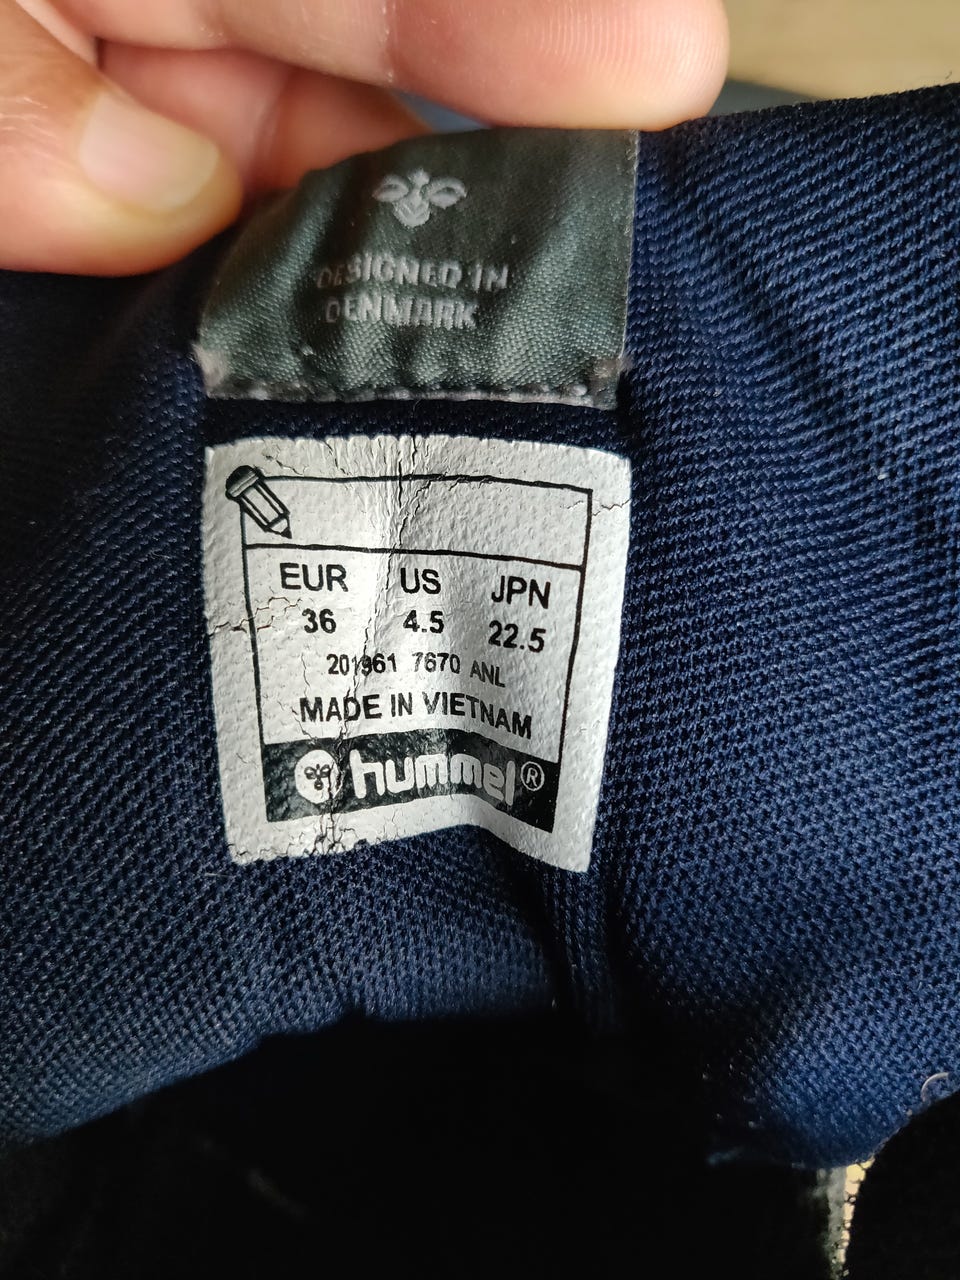 DESIGNED IN
DENMARK
EUR US JPN
36 4.5 22.5
201961 7670 ANL
MADE IN VIETNAM
hummel®